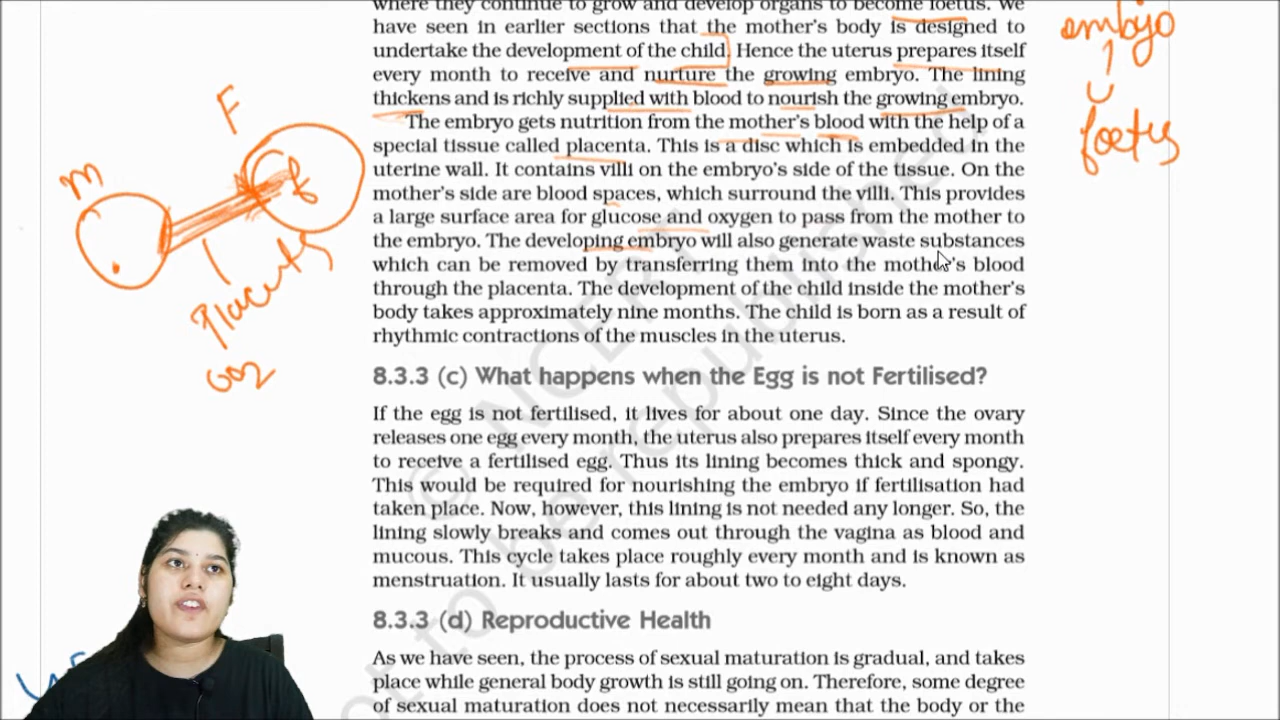 where they continue to grow and develop organs to become foetus. We
have seen in earlier sections that the mother's body is designed to
undertake the development of the child. Hence the uterus prepares itself
every month to receive and nurture the growing embryo. The lining
thickens and is richly supplied with blood to nourish the growing embryo.
The embryo gets nutrition from the mother's blood with the help of a
special tissue called placenta. This is a disc which is embedded in the
uterine wall. It contains villi on the embryo's side of the tissue. On the
mother's side are blood spaces, which surround the villi. This provides
a large surface area for glucose and oxygen to pass from the mother to
the embryo. The developing embryo will also generate waste substances
which can be removed by transferring them into the mother's blood
through the placenta. The development of the child inside the mother's
body takes approximately nine months. The child is born as a result of
rhythmic contractions of the muscles in the uterus.
8.3.3 (c) What happens when the Egg is not Fertilised?
If the egg is not fertilised, it lives for about one day. Since the ovary
releases one egg every month, the uterus also prepares itself every month
to receive a fertilised egg. Thus its lining becomes thick and spongy.
This would be required for nourishing the embryo if fertilisation had
taken place. Now, however, this lining is not needed any longer. So, the
lining slowly breaks and comes out through the vagina as blood and
mucous. This cycle takes place roughly every month and is known as
menstruation. It usually lasts for about two to eight days.
8.3.3 (d) Reproductive Health
As we have seen, the process of sexual maturation is gradual, and takes
place while general body growth is still going on. Therefore, some degree
of sexual maturation does not necessarily mean that the body or the
© NCERT
not to be republished
embyo
foetus
F
m
f